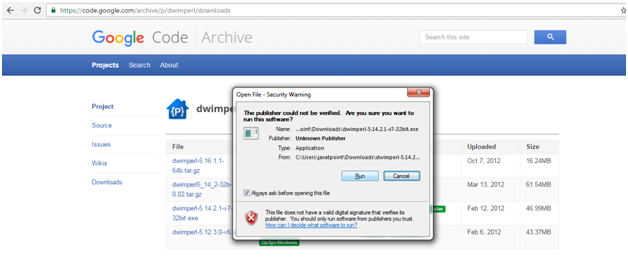 https://code.google.com/archive/p/dwimperl/downloads
Google Code Archive
Search this site
Projects Search About
Project
Source
Issues
Wikis
Downloads
dwimper
File
Uploaded Size
dwimperl-5.16.1.1-
64b.tar.gz
Oct 7, 2012 16.24MB
dwimperl5_14_2-32b-
0.02.tar.gz
Mar 13, 2012 61.54MB
dwimperl-5.14.2.1-v7-
32bit.exe
Feb 12, 2012 46.99MB
dwimperl-5.12.3.0-v6
Feb 6, 2012 43.37MB
OpSys-Windows
Open File - Security Warning
The publisher could not be verified. Are you sure you want to
run this software?
Name: ...oint\Downloads\dwimperl-5.14.2.1-v7-32bit.exe
Publisher: Unknown Publisher
Type: Application
From: C:\Users\javatpoint\Downloads\dwimperl-5.14.2...
Run Cancel
Always ask before opening this file
This file does not have a valid digital signature that verifies its
publisher. You should only run software from publishers you trust.
How can I decide what software to run?